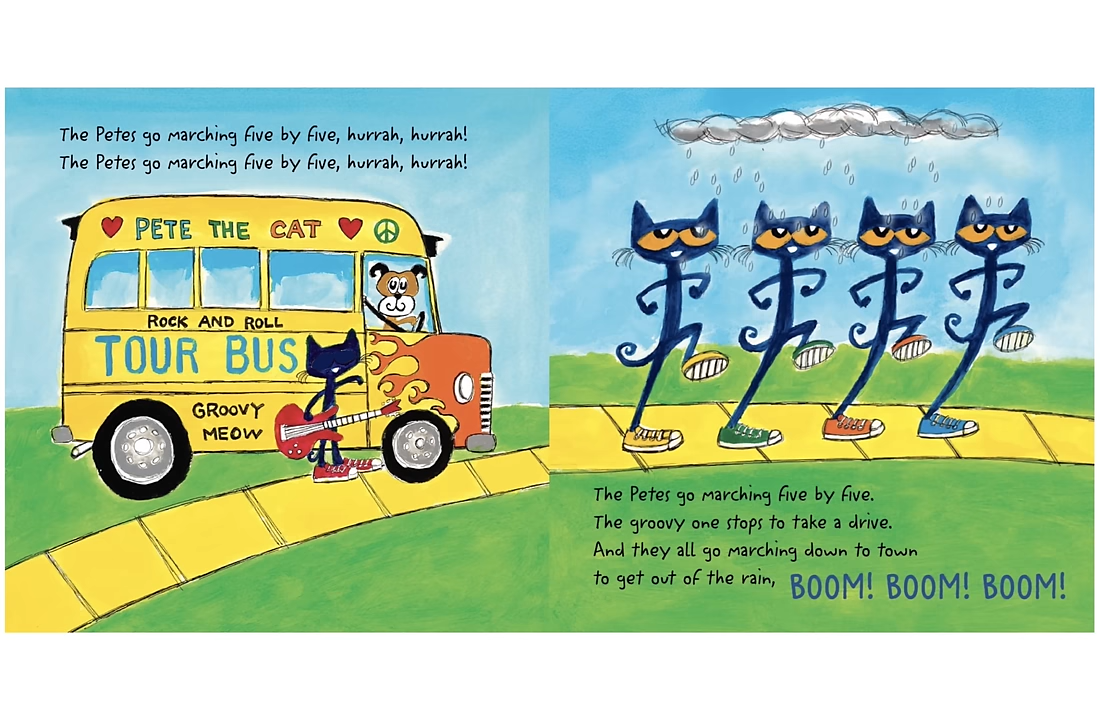 The Petes go marching five by five, hurrah, hurrah!
The Petes go marching five by five, hurrah, hurrah!
PETE THE CAT
ROCK AND ROLL
TOUR BUS
GROOVY
MEOW
The Petes go marching five by five.
The groovy one stops to take a drive.
And they all go marching down to town
to get out of the rain, BOOM! BOOM! BOOM!